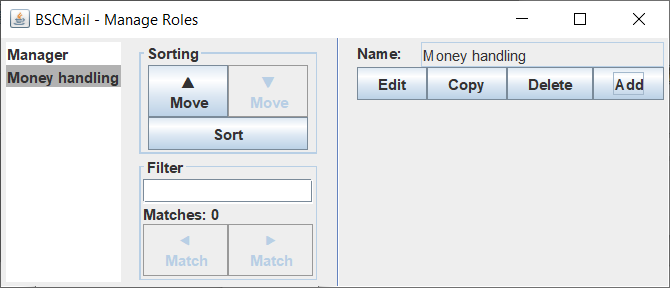 BSCMail - Manage Roles
Manager
Money handling
Sorting
▲ ▼
Move Move
Sort
Filter
Matches: 0
◄ ►
Match Match
Name: Money handling
Edit Copy Delete Add